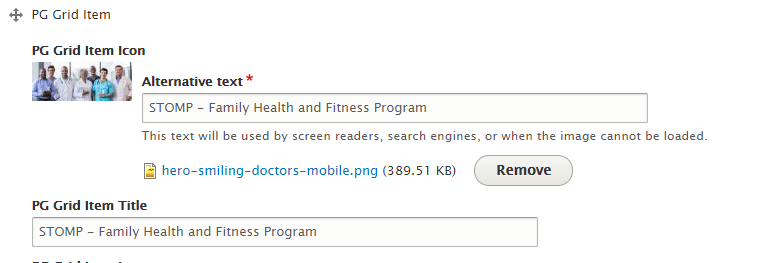 PG Grid Item
PG Grid Item Icon
Alternative text *
STOMP - Family Health and Fitness Program
This text will be used by screen readers, search engines, or when the image cannot be loaded.
hero-smiling-doctors-mobile.png (389.51 KB) Remove
PG Grid Item Title
STOMP - Family Health and Fitness Program